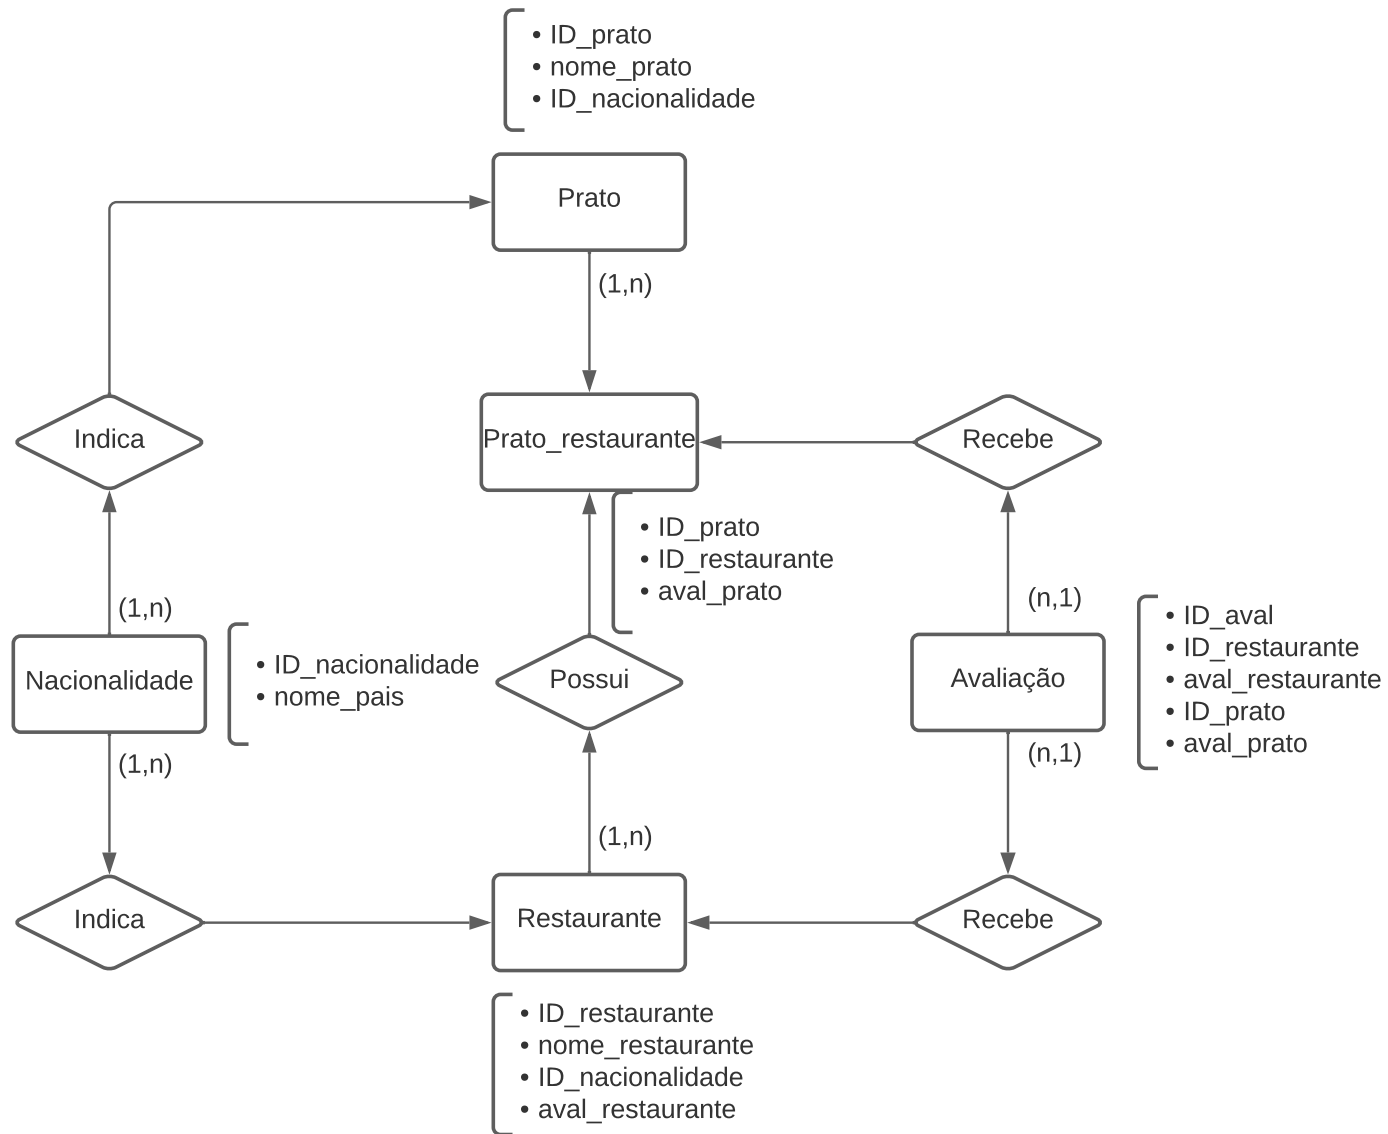 • ID_prato
• nome_prato
• ID_nacionalidade
Prato
(1,n)
Indica
Prato_restaurante
Recebe
• ID_prato
• ID_restaurante
• aval_prato
(1,n)
(n,1)
Nacionalidade
• ID_nacionalidade
• nome_pais
Possui
Avaliação
• ID_aval
• ID_restaurante
• aval_restaurante
• ID_prato
• aval_prato
(1,n)
(n,1)
(1,n)
Indica
Restaurante
Recebe
• ID_restaurante
• nome_restaurante
• ID_nacionalidade
• aval_restaurante